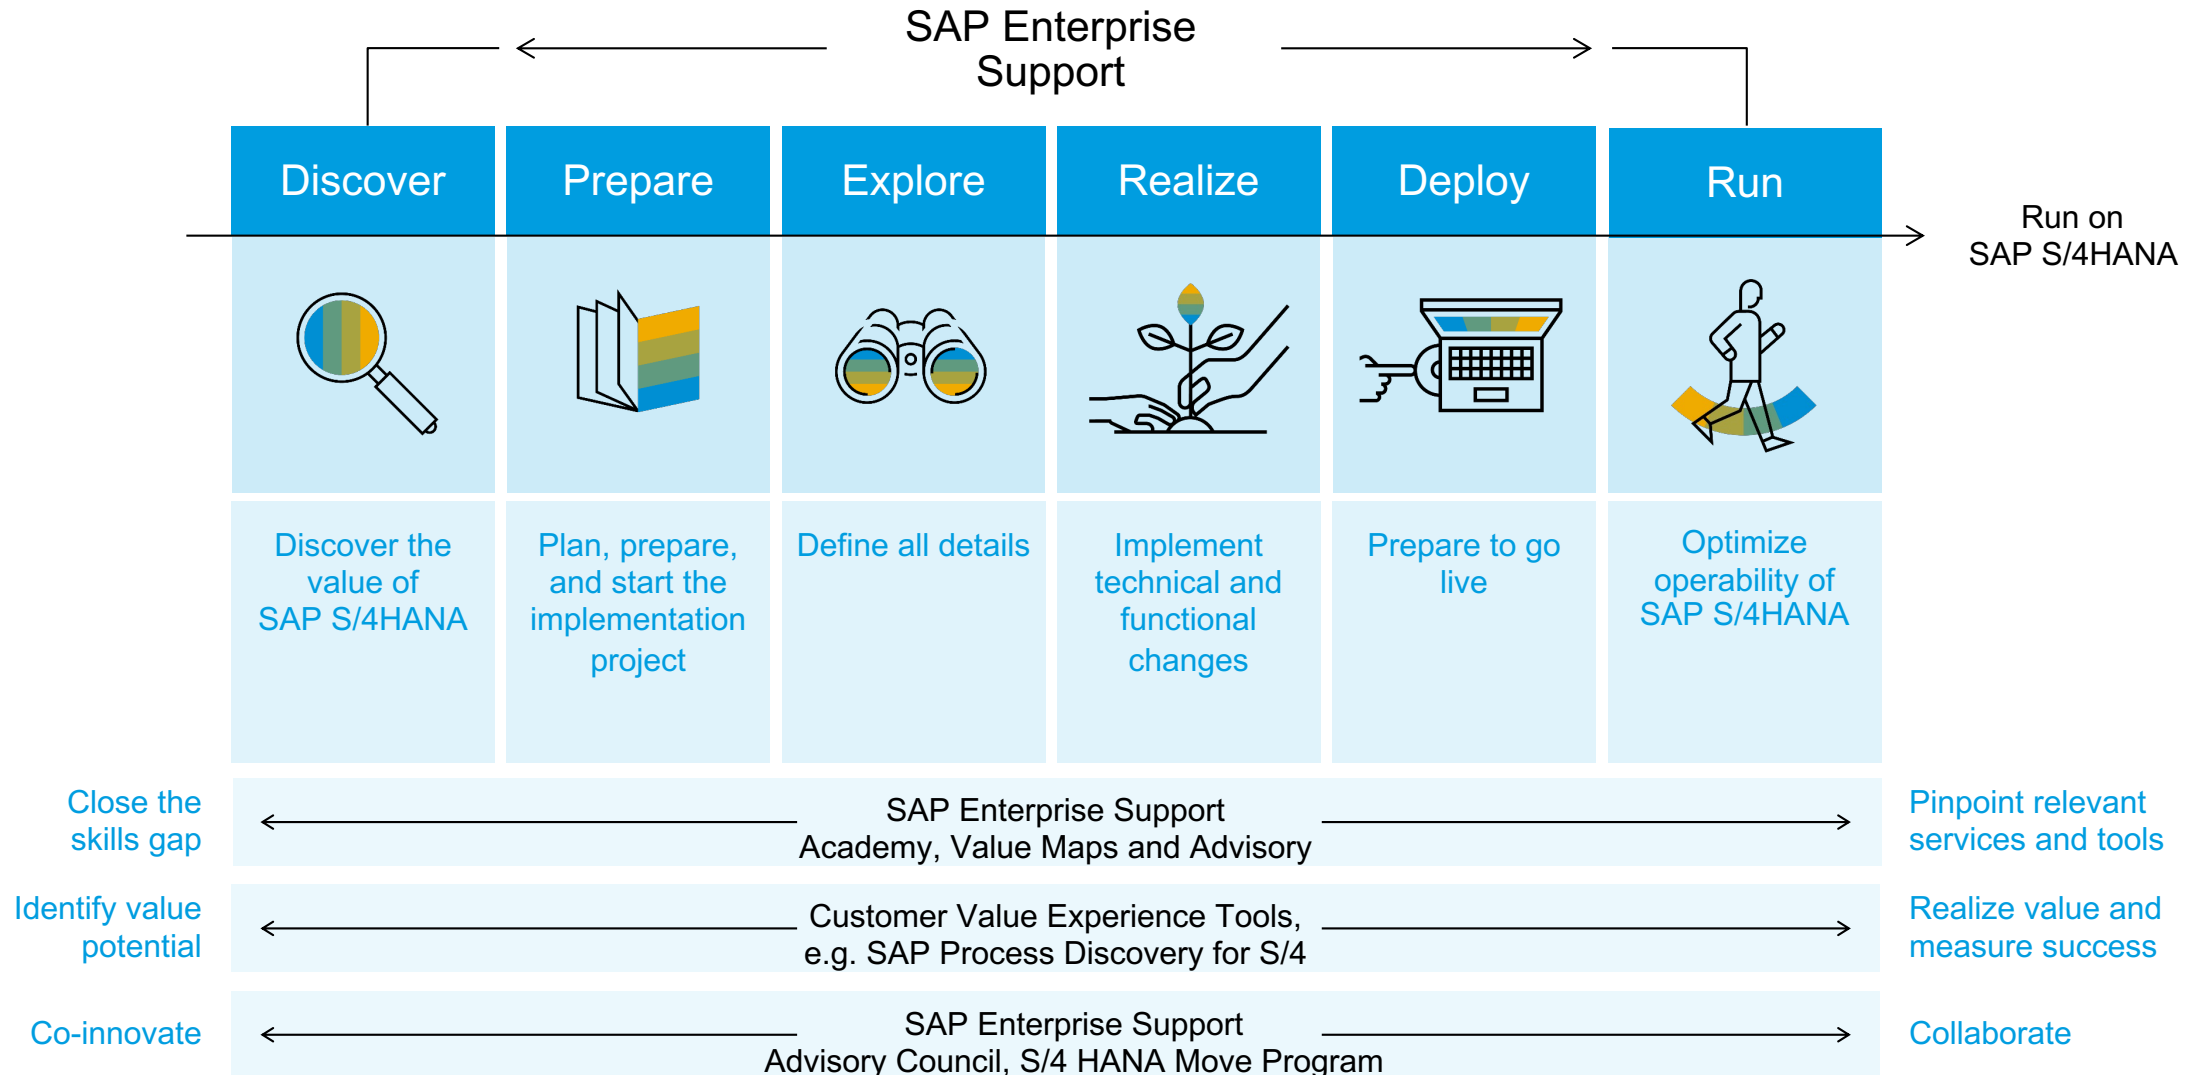 SAP Enterprise
Support
Discover
Prepare
Explore
Realize
Deploy
Run
Run on
SAP S/4HANA
Discover the
value of
SAP S/4HANA
Plan, prepare,
and start the
implementation
project
Define all details
Implement
technical and
functional
changes
Prepare to go
live
Optimize
operability of
SAP S/4HANA
Close the
skills gap
SAP Enterprise Support
Academy, Value Maps and Advisory
Pinpoint relevant
services and tools
Identify value
potential
Customer Value Experience Tools,
e.g. SAP Process Discovery for S/4
Realize value and
measure success
Co-innovate
SAP Enterprise Support
Advisory Council, S/4 HANA Move Program
Collaborate